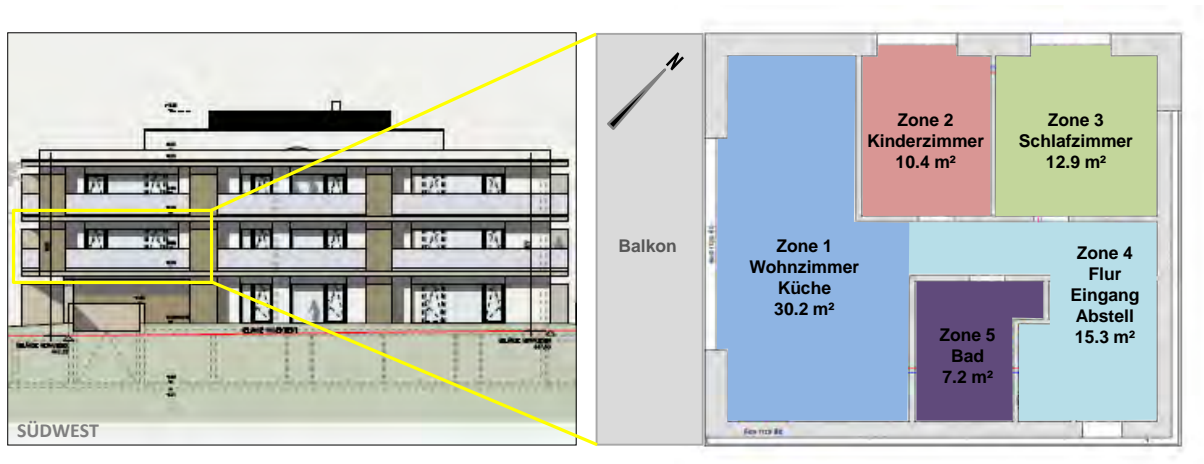 SÜDWEST
Balkon
N
Zone 1
Wohnzimmer
Küche
30.2 m²
Zone 2
Kinderzimmer
10.4 m²
Zone 3
Schlafzimmer
12.9 m²
Zone 4
Flur
Eingang
Abstell
15.3 m²
Zone 5
Bad
7.2 m²